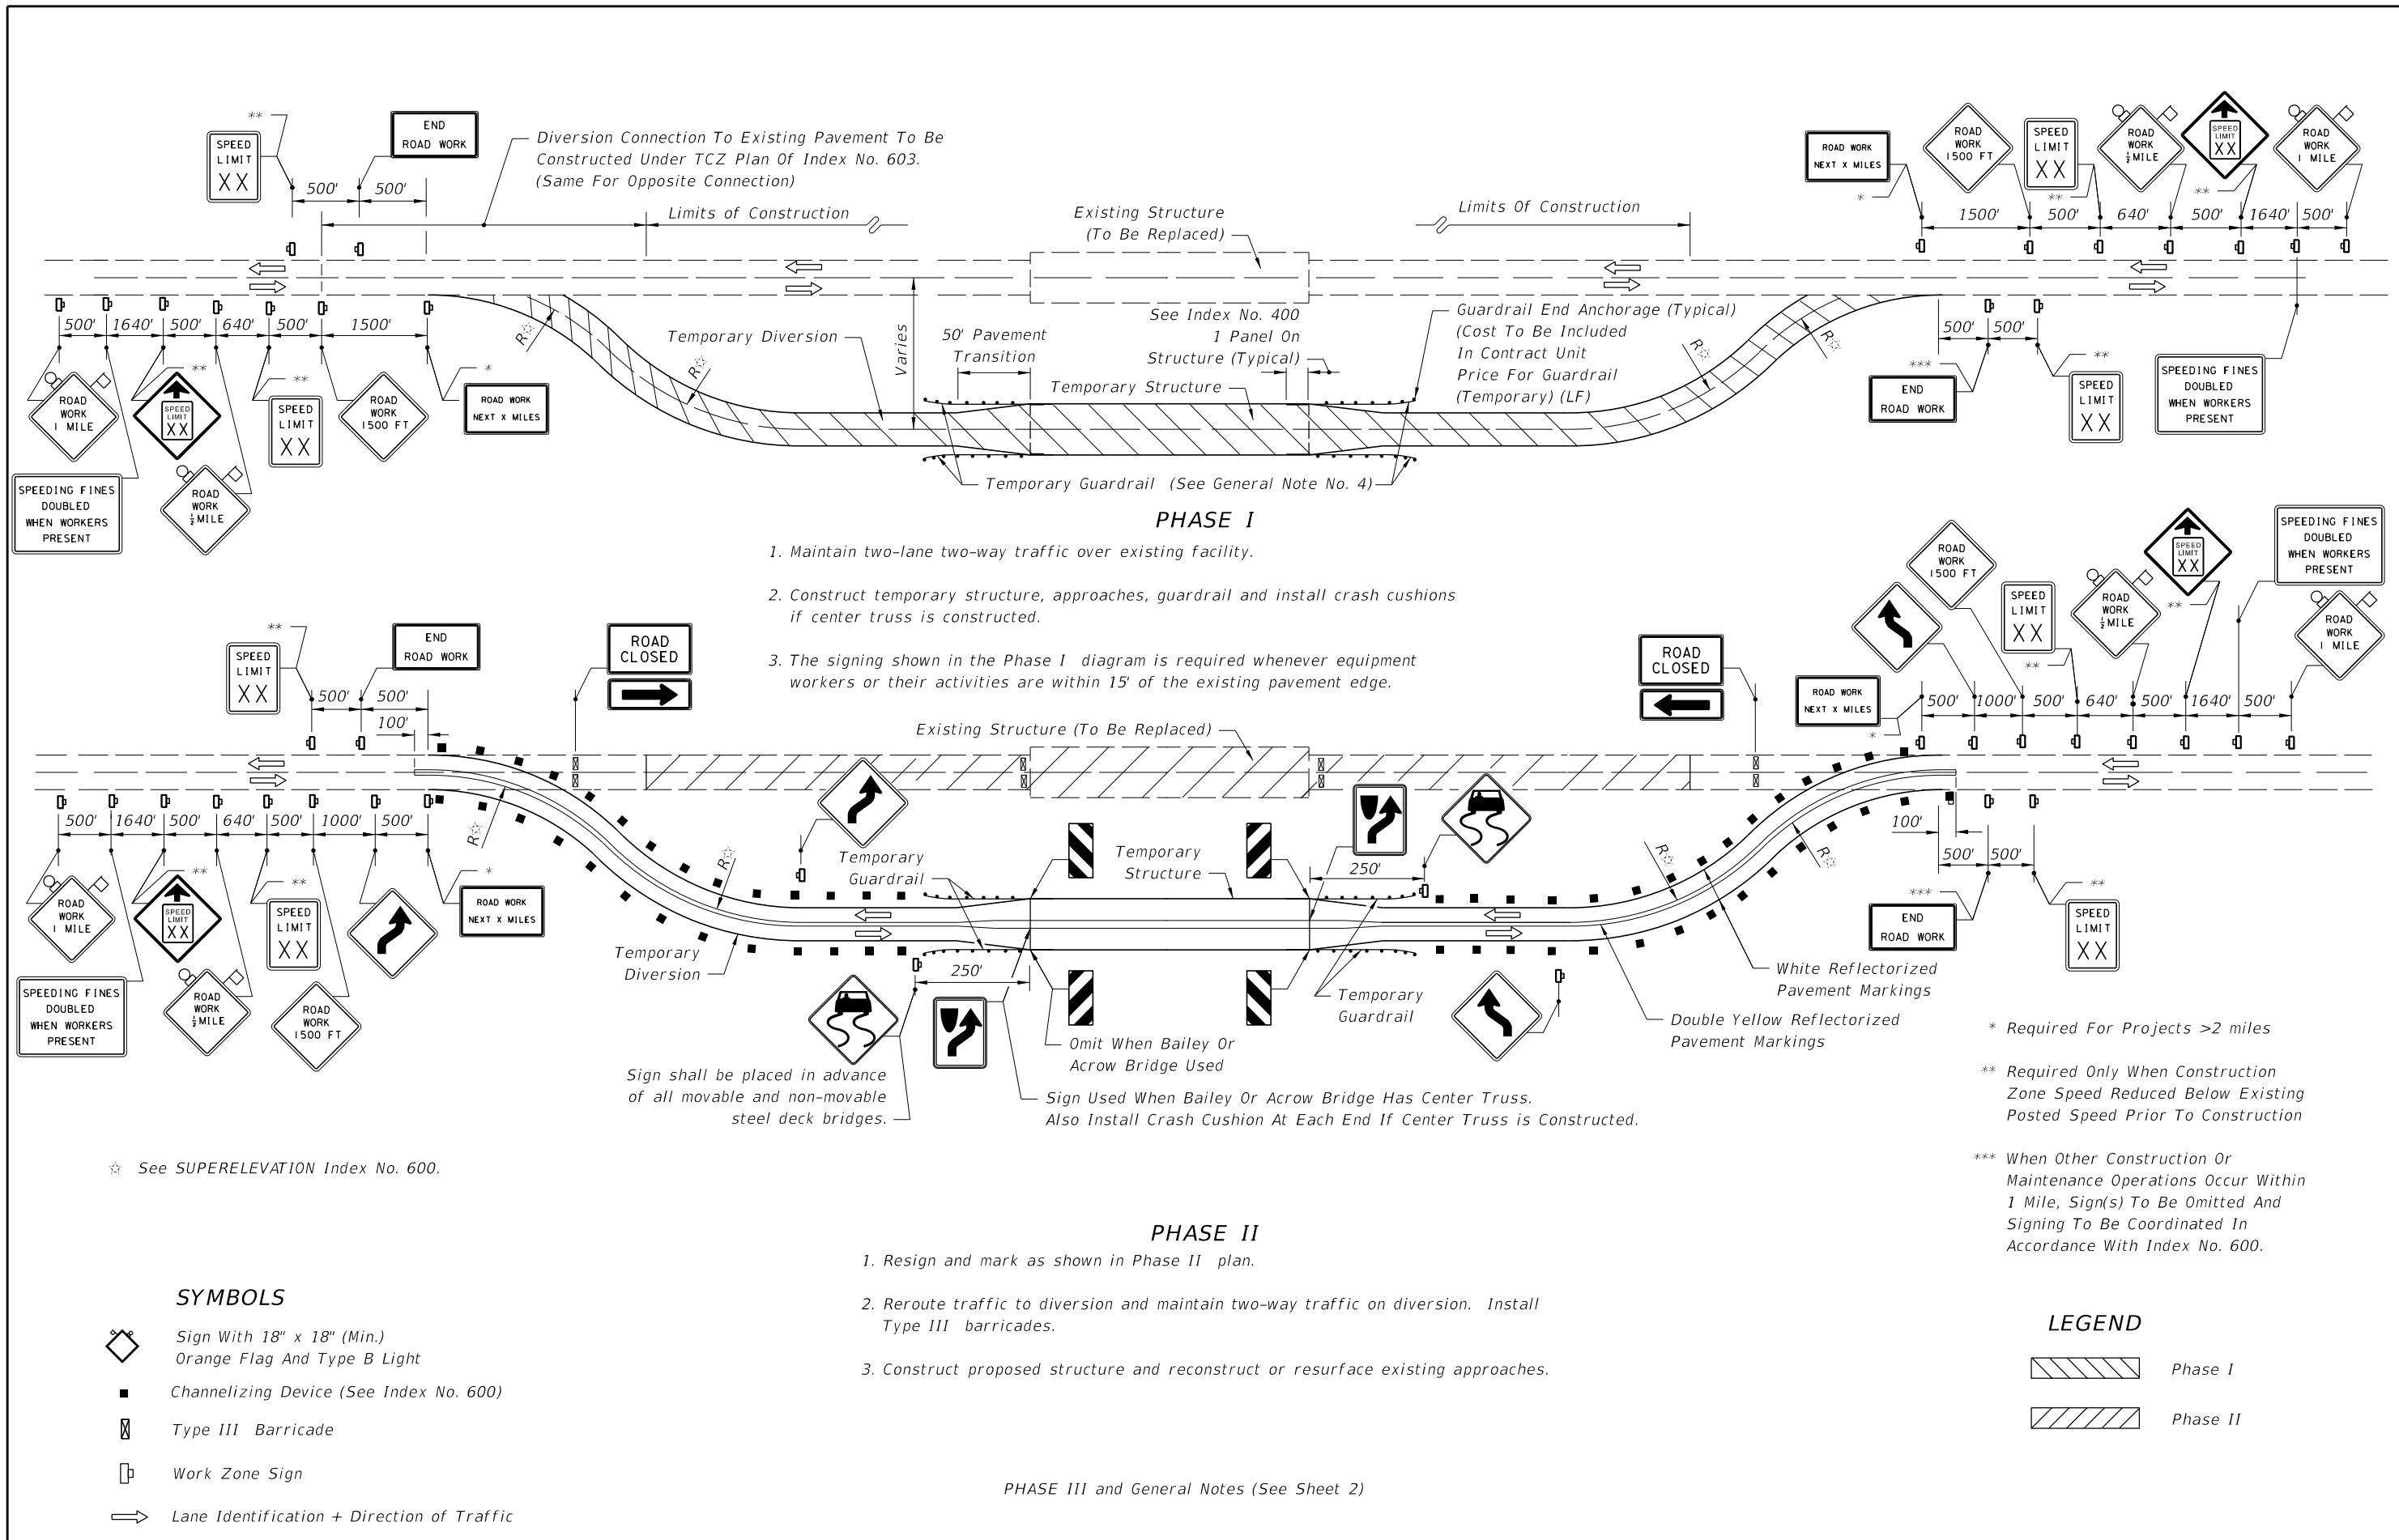 **
SPEED
LIMIT
XX
END
ROAD WORK
500'
500'
Diversion Connection To Existing Pavement To Be
Constructed Under TCZ Plan Of Index No. 603.
(Same For Opposite Connection)
Limits of Construction
Existing Structure
(To Be Replaced)
Limits Of Construction
ROAD WORK
NEXT X MILES
*
ROAD
WORK
1500 FT
SPEED
LIMIT
XX
**
ROAD
WORK
½ MILE
SPEED
LIMIT
XX
**
ROAD
WORK
1 MILE
1500'
500'
640'
500'
1640'
500'
500'
1640'
500'
640'
500'
1500'
ROAD
WORK
1 MILE
**
SPEED
LIMIT
XX
**
SPEED
LIMIT
XX
ROAD
WORK
1500 FT
*
ROAD WORK
NEXT X MILES
SPEEDING FINES
DOUBLED
WHEN WORKERS
PRESENT
ROAD
WORK
½ MILE
R☆
Temporary Diversion
R☆
Varies
50' Pavement
Transition
See Index No. 400
1 Panel On
Structure (Typical)
Temporary Structure
Guardrail End Anchorage (Typical)
(Cost To Be Included
In Contract Unit
Price For Guardrail
(Temporary) (LF)
R☆
R☆
500'
500'
***
END
ROAD WORK
**
SPEED
LIMIT
XX
SPEEDING FINES
DOUBLED
WHEN WORKERS
PRESENT
Temporary Guardrail (See General Note No. 4)
PHASE I
1. Maintain two-lane two-way traffic over existing facility.
2. Construct temporary structure, approaches, guardrail and install crash cushions
if center truss is constructed.
3. The signing shown in the Phase I diagram is required whenever equipment
workers or their activities are within 15' of the existing pavement edge.
**
SPEED
LIMIT
XX
END
ROAD WORK
500'
500'
100'
ROAD
CLOSED
Existing Structure (To Be Replaced)
ROAD
CLOSED
ROAD WORK
NEXT X MILES
*
ROAD
WORK
1500 FT
SPEED
LIMIT
XX
**
ROAD
WORK
½ MILE
SPEED
LIMIT
XX
**
SPEEDING FINES
DOUBLED
WHEN WORKERS
PRESENT
ROAD
WORK
1 MILE
500'
1000'
500'
640'
500'
1640'
500'
500'
1640'
500'
640'
500'
1000'
500'
ROAD
WORK
1 MILE
**
SPEED
LIMIT
XX
**
SPEED
LIMIT
XX
*
ROAD WORK
NEXT X MILES
SPEEDING FINES
DOUBLED
WHEN WORKERS
PRESENT
ROAD
WORK
½ MILE
ROAD
WORK
1500 FT
R☆
R☆
Temporary
Guardrail
Temporary
Structure
250'
R☆
R☆
100'
500'
500'
***
END
ROAD WORK
**
SPEED
LIMIT
XX
Temporary
Diversion
250'
Temporary
Guardrail
White Reflectorized
Pavement Markings
Double Yellow Reflectorized
Pavement Markings
Omit When Bailey Or
Acrow Bridge Used
Sign shall be placed in advance
of all movable and non-movable
steel deck bridges.
Sign Used When Bailey Or Acrow Bridge Has Center Truss.
Also Install Crash Cushion At Each End If Center Truss is Constructed.
* Required For Projects >2 miles
** Required Only When Construction
Zone Speed Reduced Below Existing
Posted Speed Prior To Construction
*** When Other Construction Or
Maintenance Operations Occur Within
1 Mile, Sign(s) To Be Omitted And
Signing To Be Coordinated In
Accordance With Index No. 600.
☆ See SUPERELEVATION Index No. 600.
PHASE II
1. Resign and mark as shown in Phase II plan.
2. Reroute traffic to diversion and maintain two-way traffic on diversion. Install
Type III barricades.
3. Construct proposed structure and reconstruct or resurface existing approaches.
SYMBOLS
Sign With 18" x 18" (Min.)
Orange Flag And Type B Light
Channelizing Device (See Index No. 600)
Type III Barricade
Work Zone Sign
Lane Identification + Direction of Traffic
LEGEND
Phase I
Phase II
PHASE III and General Notes (See Sheet 2)